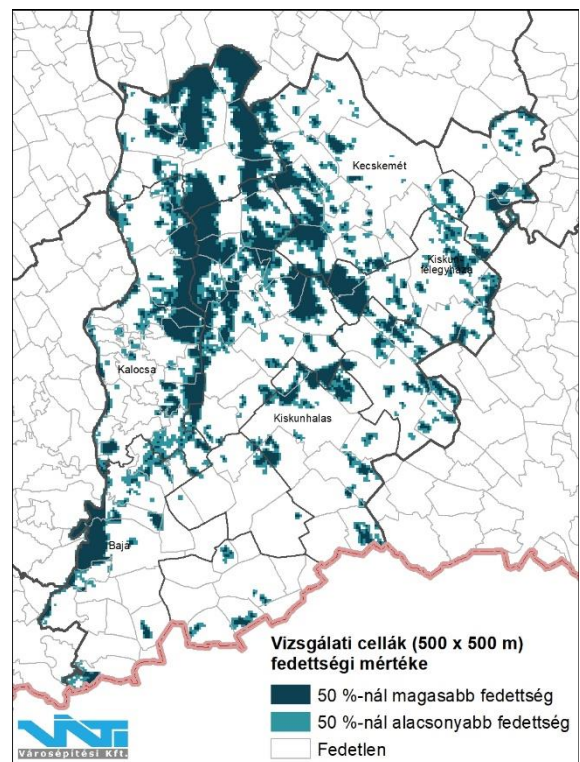 Kecskemét
Kiskun
félegyháza
Kalocsa
Kiskunhalas
Baja
Vizsgálati cellák (500 x 500 m)
fedettségi mértéke
50 %-nál magasabb fedettség
50 %-nál alacsonyabb fedettség
Fedetlen
VÁTI
Városépítési Kft.